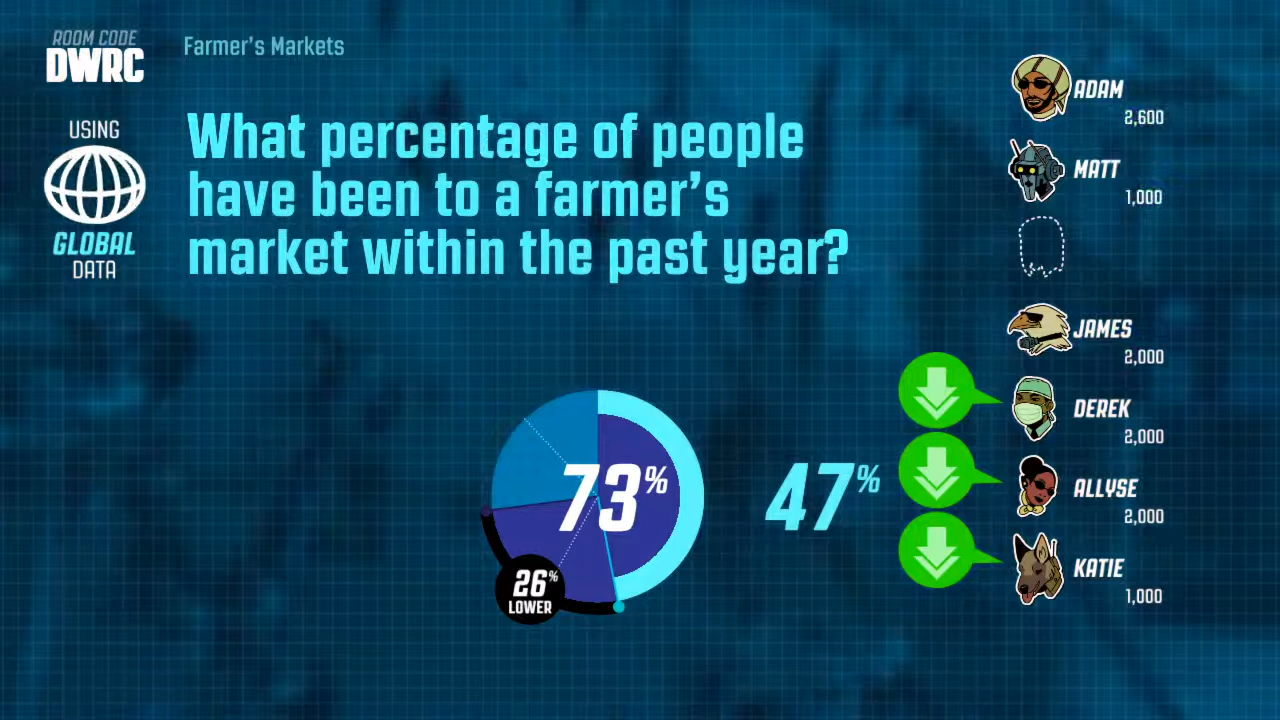 ROOM CODE
DWRC
Farmer's Markets
USING
GLOBAL
DATA
What percentage of people
have been to a farmer's
market within the past year?
73%
26%
LOWER
47%
ADAM
2,600
MATT
1,000
JAMES
2,000
DEREK
2,000
ALLYSE
2,000
KATIE
1,000